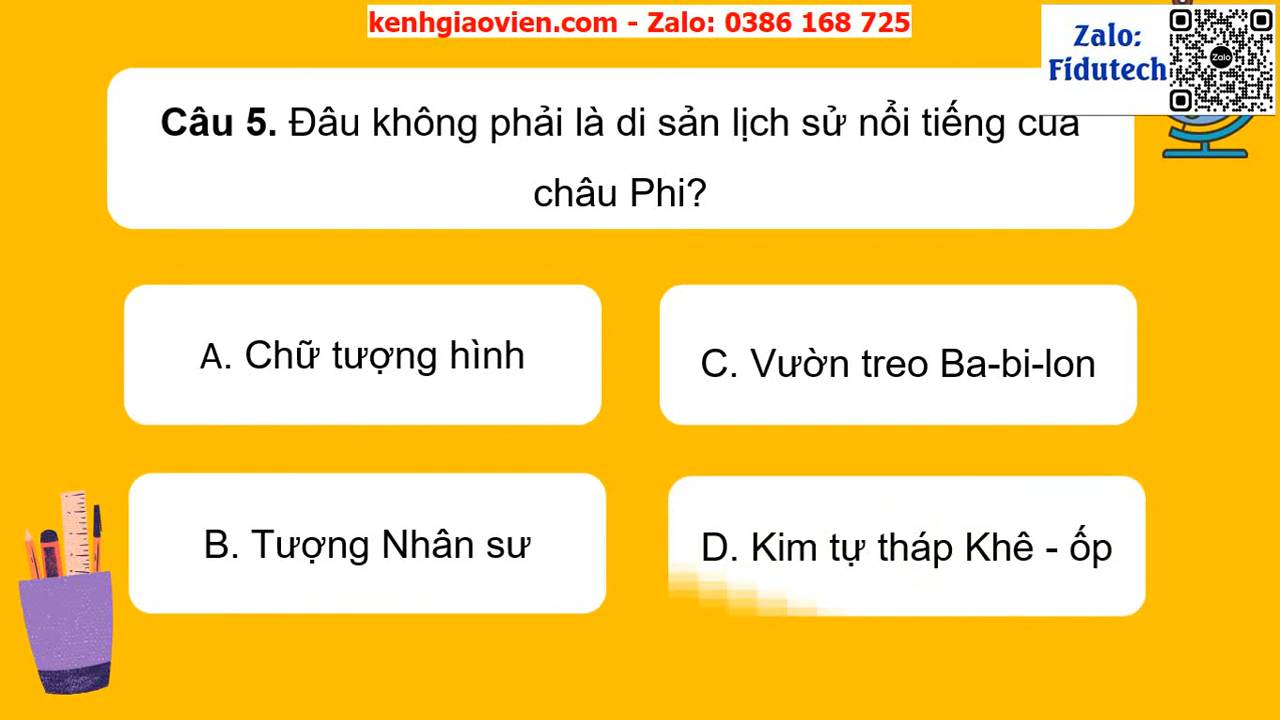 kenhgiaovien.com - Zalo: 0386 168 725
Zalo:
Fidutech
Zalo
Câu 5. Đâu không phải là di sản lịch sử nổi tiếng của
châu Phi?
A. Chữ tượng hình
C. Vườn treo Ba-bi-lon
B. Tượng Nhân sư
D. Kim tự tháp Khê - ốp